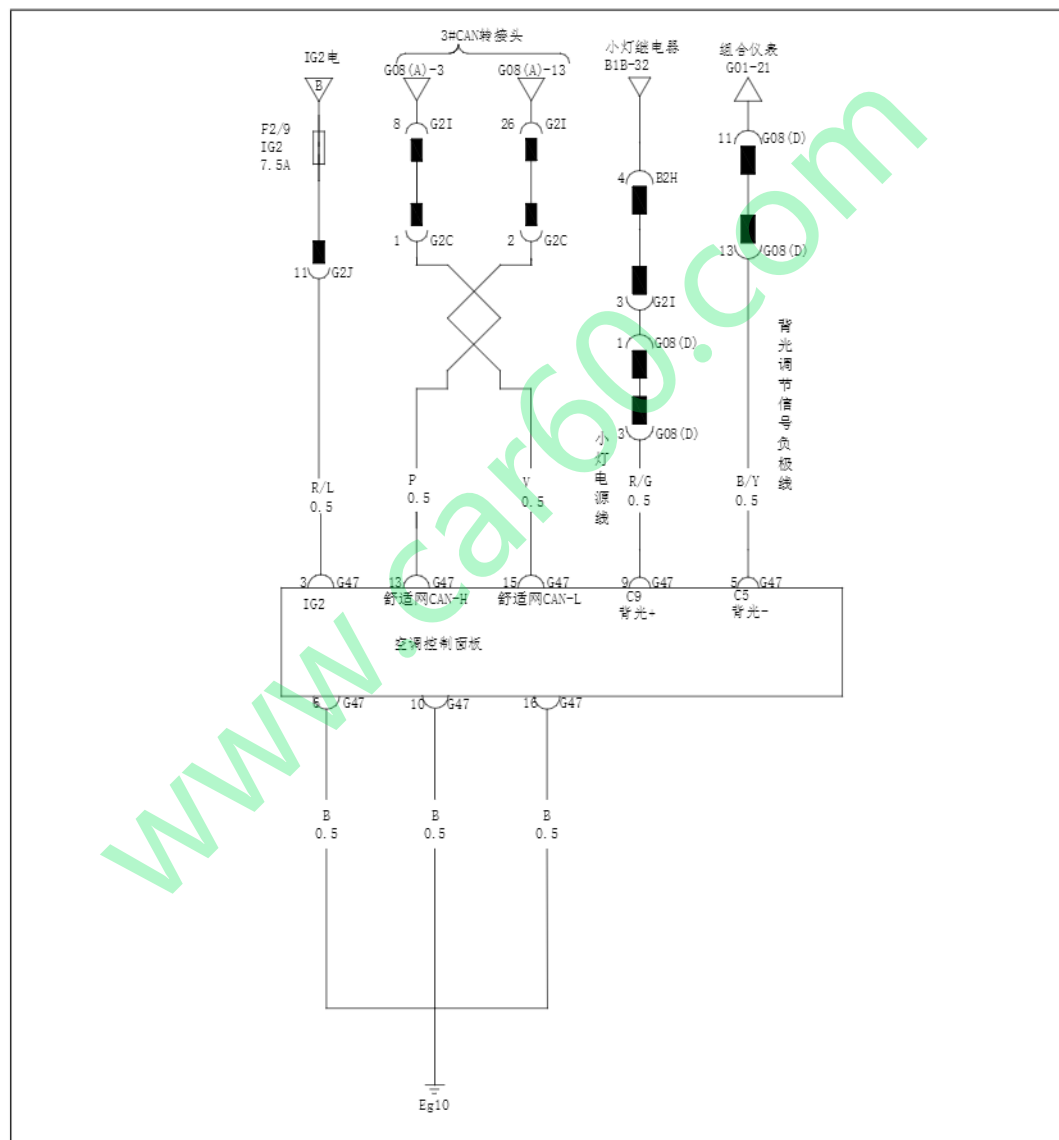 3#CAN转接头
IG2电
G08(A)-3
G08(A)-13
小灯继电器
B1B-32
组合仪表
G01-21
B
F2/9
IG2
7.5A
8 G2I
26 G2I
11 G08(D)
4 B2H
1 G2C
2 G2C
13 G08(D)
11 G2J
3 G2I
1 G08(D)
3 G08(D)
背光调节信号负极线
小灯电源线
R/L
0.5
P
0.5
V
0.5
R/G
0.5
B/Y
0.5
3 G47
13 G47
15 G47
9 G47
5 G47
IG2
舒适网CAN-H
舒适网CAN-L
C9
背光+
C5
背光-
空调控制面板
6 G47
10 G47
16 G47
B
0.5
B
0.5
B
0.5
Eg10
www.car60.com